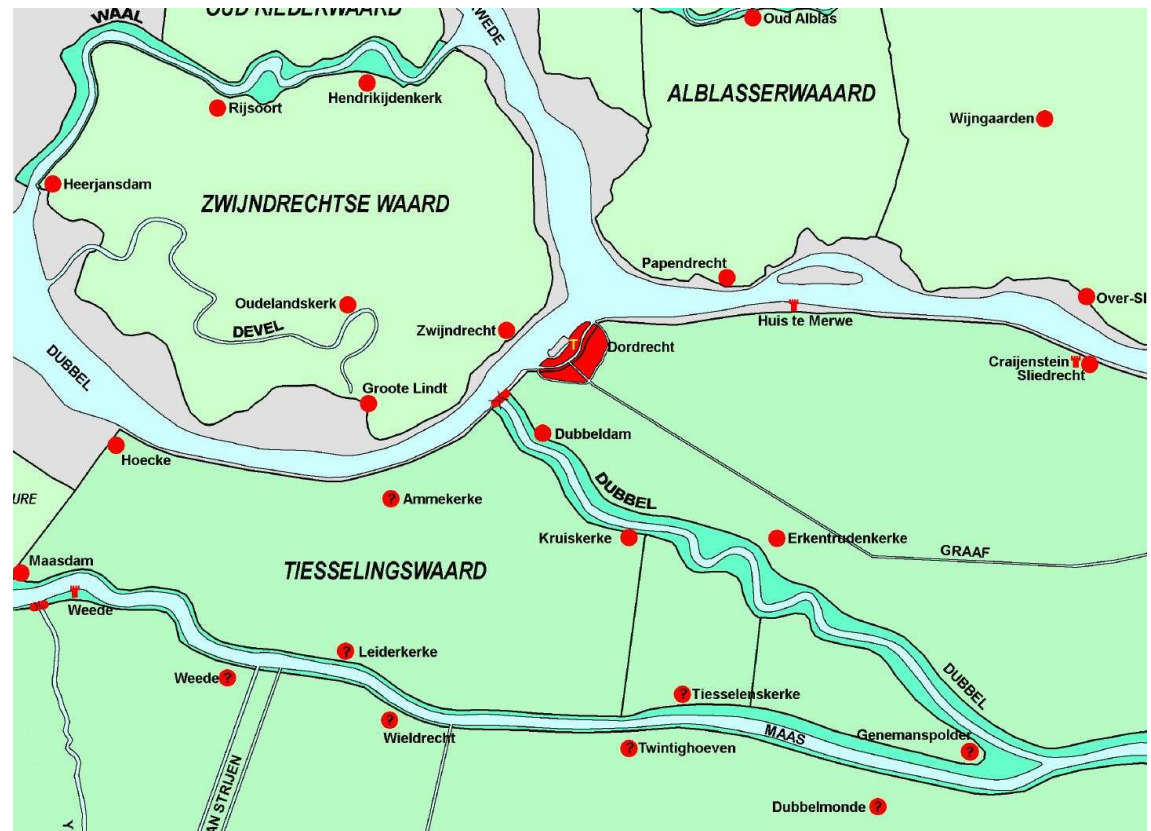 OUD RIEDERWAARD
WAAL
WEDE
Oud Alblas
Hendrikijdenkerk
Rijsoort
ALBLASSERWAAARD
Wijngaarden
Heerjansdam
ZWIJNDRECHTSE WAARD
Papendrecht
Oudelandskerk
DEVEL
Zwijndrecht
Over-Sl
Huis te Merwe
Dordrecht
T
DUBBEL
Craijenstein
Sliedrecht
Groote Lindt
Dubbeldam
Hoecke
DUBBEL
URE
? Ammekerke
Kruiskerke
Erkentrudenkerke
GRAAF
Maasdam
TIESSELINGSWAARD
Weede
? Leiderkerke
Weede ?
? Tiesselenskerke
DUBBEL
? Wieldrecht
MAAS
Genemanspolder
?
? Twintighoeven
AN STRIJEN
Dubbelmonde ?
Y